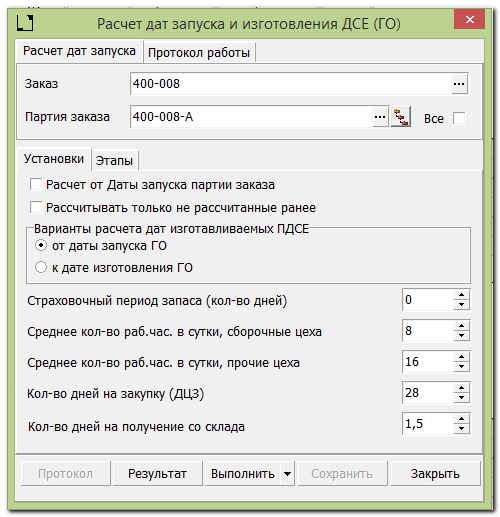 Расчет дат запуска и изготовления ДСЕ (ГО)
Расчет дат запуска Протокол работы
Заказ 400-008 ...
Партия заказа 400-008-А ... Все
Установки Этапы
Расчет от Даты запуска партии заказа
Рассчитывать только не рассчитанные ранее
Варианты расчета дат изготавливаемых ПДСЕ
от даты запуска ГО
к дате изготовления ГО
Страховочный период запаса (кол-во дней) 0
Среднее кол-во раб.час. в сутки, сборочные цеха 8
Среднее кол-во раб.час. в сутки, прочие цеха 16
Кол-во дней на закупку (ДЦЗ) 28
Кол-во дней на получение со склада 1,5
Протокол Результат Выполнить Сохранить Закрыть